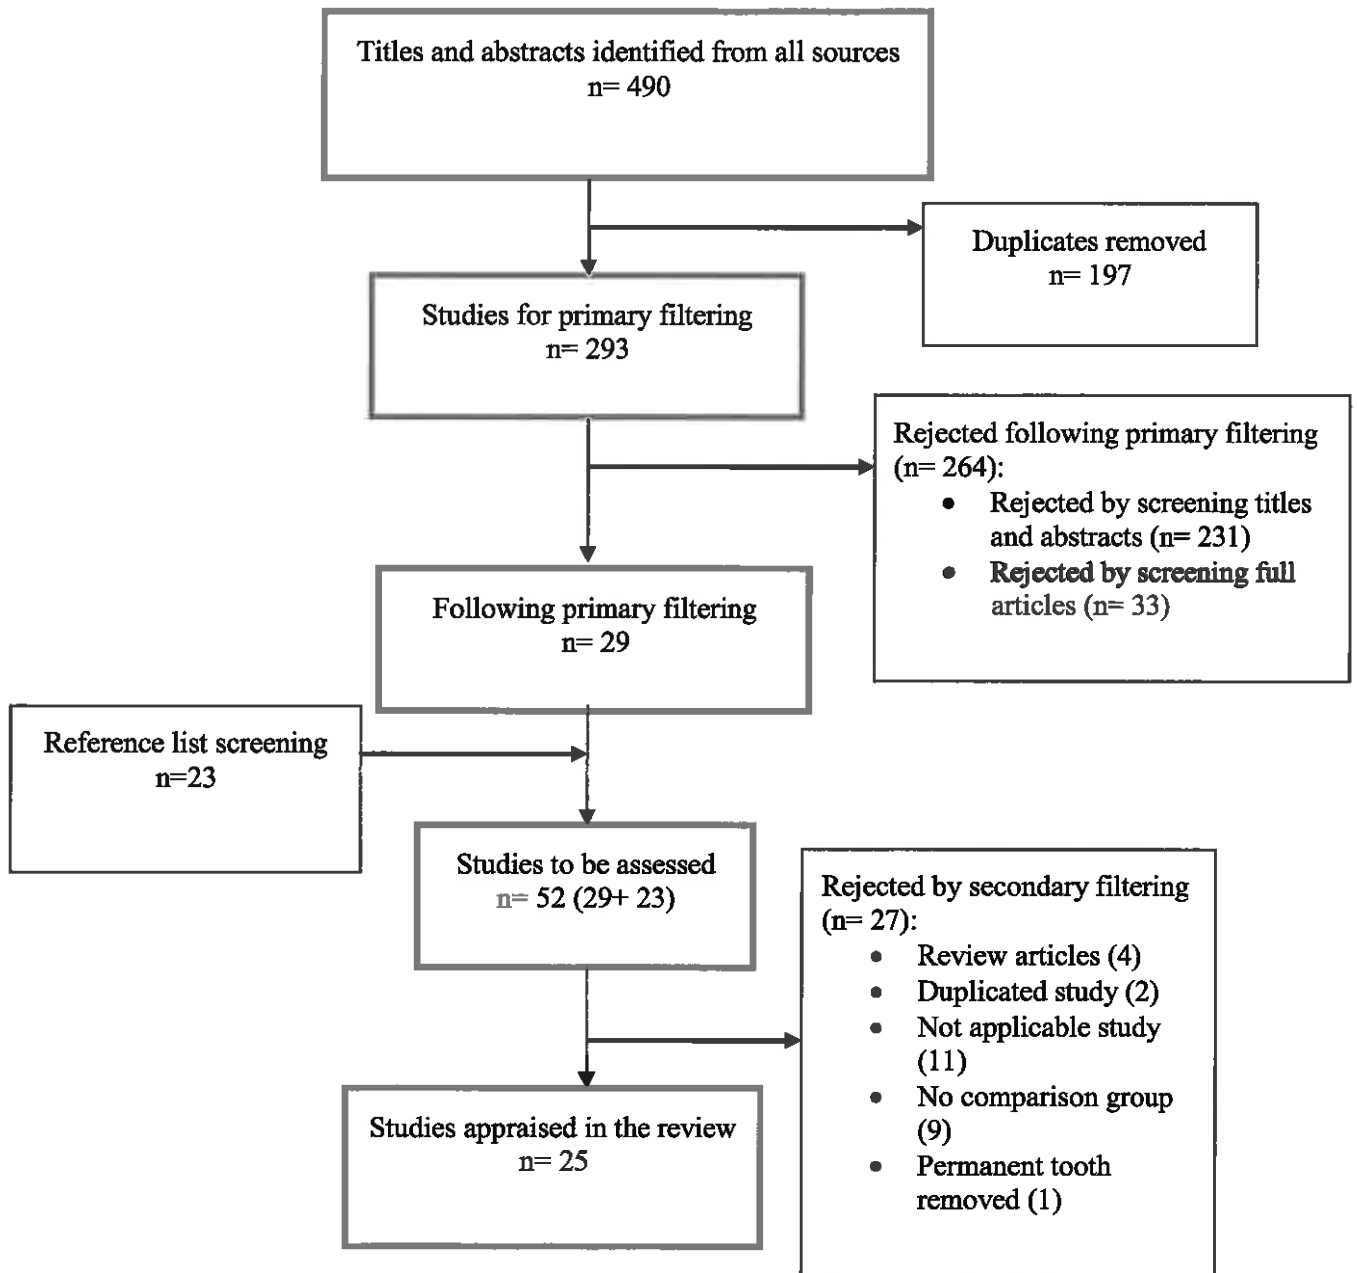 Titles and abstracts identified from all sources
n= 490
Duplicates removed
n= 197
Studies for primary filtering
n= 293
Rejected following primary filtering
(n= 264):
• Rejected by screening titles
and abstracts (n= 231)
• Rejected by screening full
articles (n= 33)
Following primary filtering
n= 29
Reference list screening
n=23
Studies to be assessed
n= 52 (29+ 23)
Rejected by secondary filtering
(n= 27):
• Review articles (4)
• Duplicated study (2)
• Not applicable study
(11)
• No comparison group
(9)
• Permanent tooth
removed (1)
Studies appraised in the review
n= 25